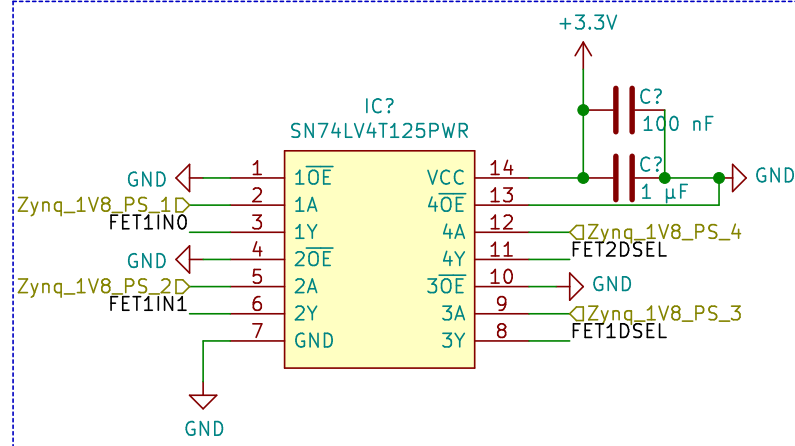 +3.3V
C?
100 nF
IC?
SN74LV4T125PWR
C?
1 µF
GND
GND
1
1OE
VCC
14
Zynq_1V8_PS_1
2
1A
4OE
13
FET1IN0
3
1Y
4A
12
Zynq_1V8_PS_4
GND
4
2OE
4Y
11
FET2DSEL
Zynq_1V8_PS_2
5
2A
3OE
10
GND
FET1IN1
6
2Y
3A
9
Zynq_1V8_PS_3
7
GND
3Y
8
FET1DSEL
GND